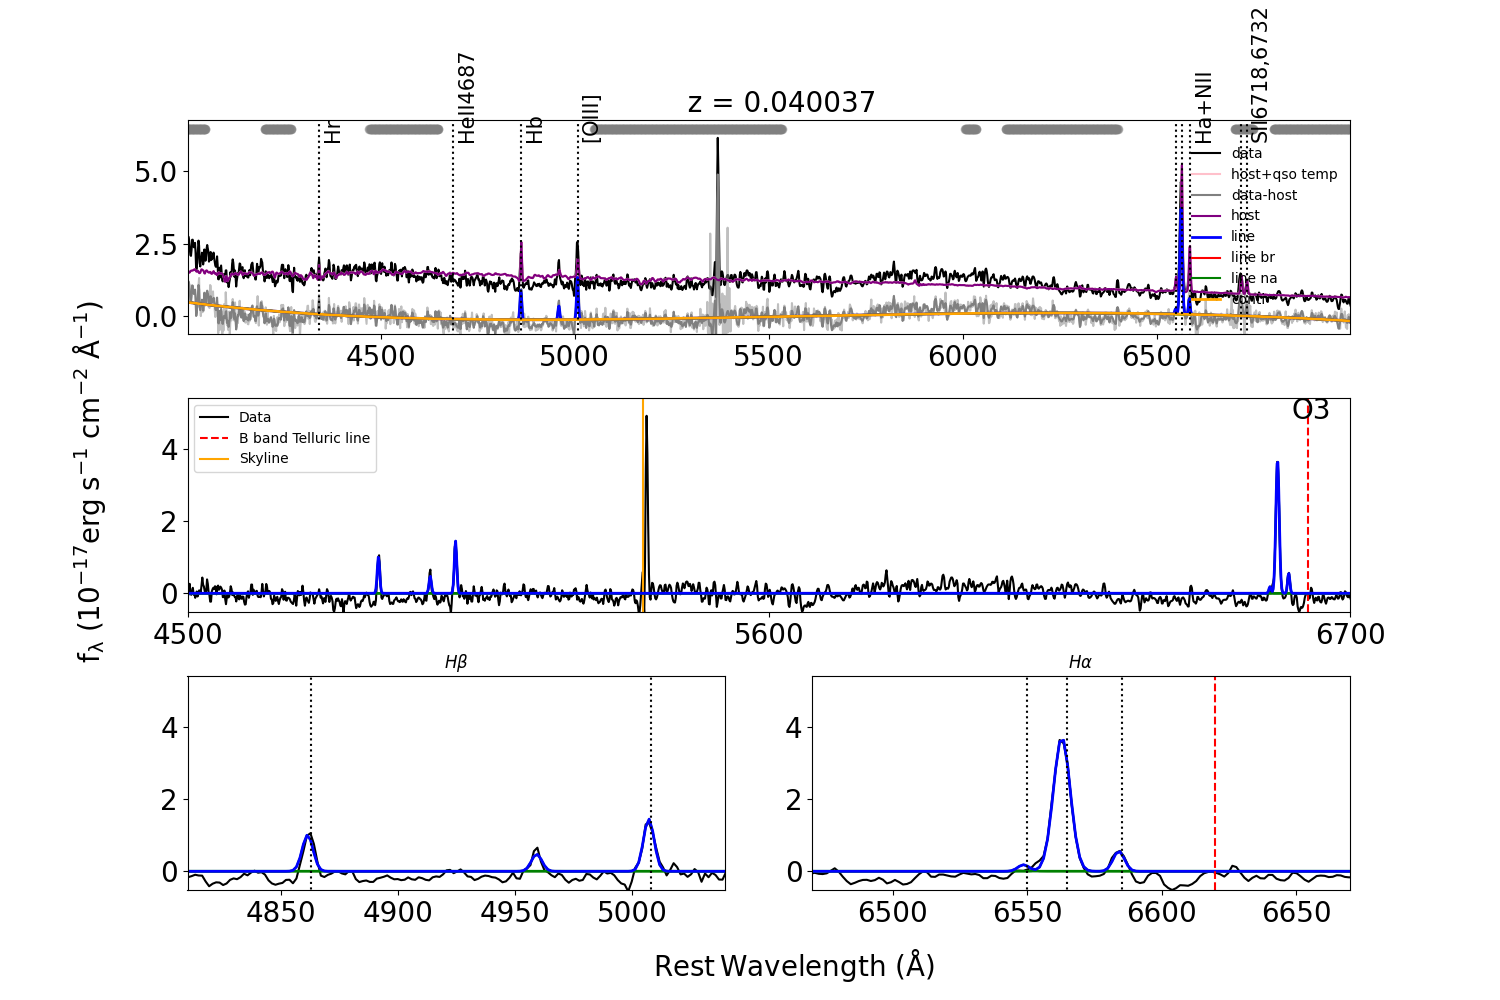 z = 0.040037
Hr
HeII4687
Hb
[OIII]
Ha+NII
SII6718,6732
data
host+qso temp
data-host
host
line
line br
line na
5.0
2.5
0.0
4500
5000
5500
6000
6500
Data
B band Telluric line
Skyline
O3
4
2
0
4500
5600
6700
fλ (10⁻¹⁷erg s⁻¹ cm⁻² Å⁻¹)
Hβ
4
2
0
4850
4900
4950
5000
Hα
4
2
0
6500
6550
6600
6650
Rest Wavelength (Å)